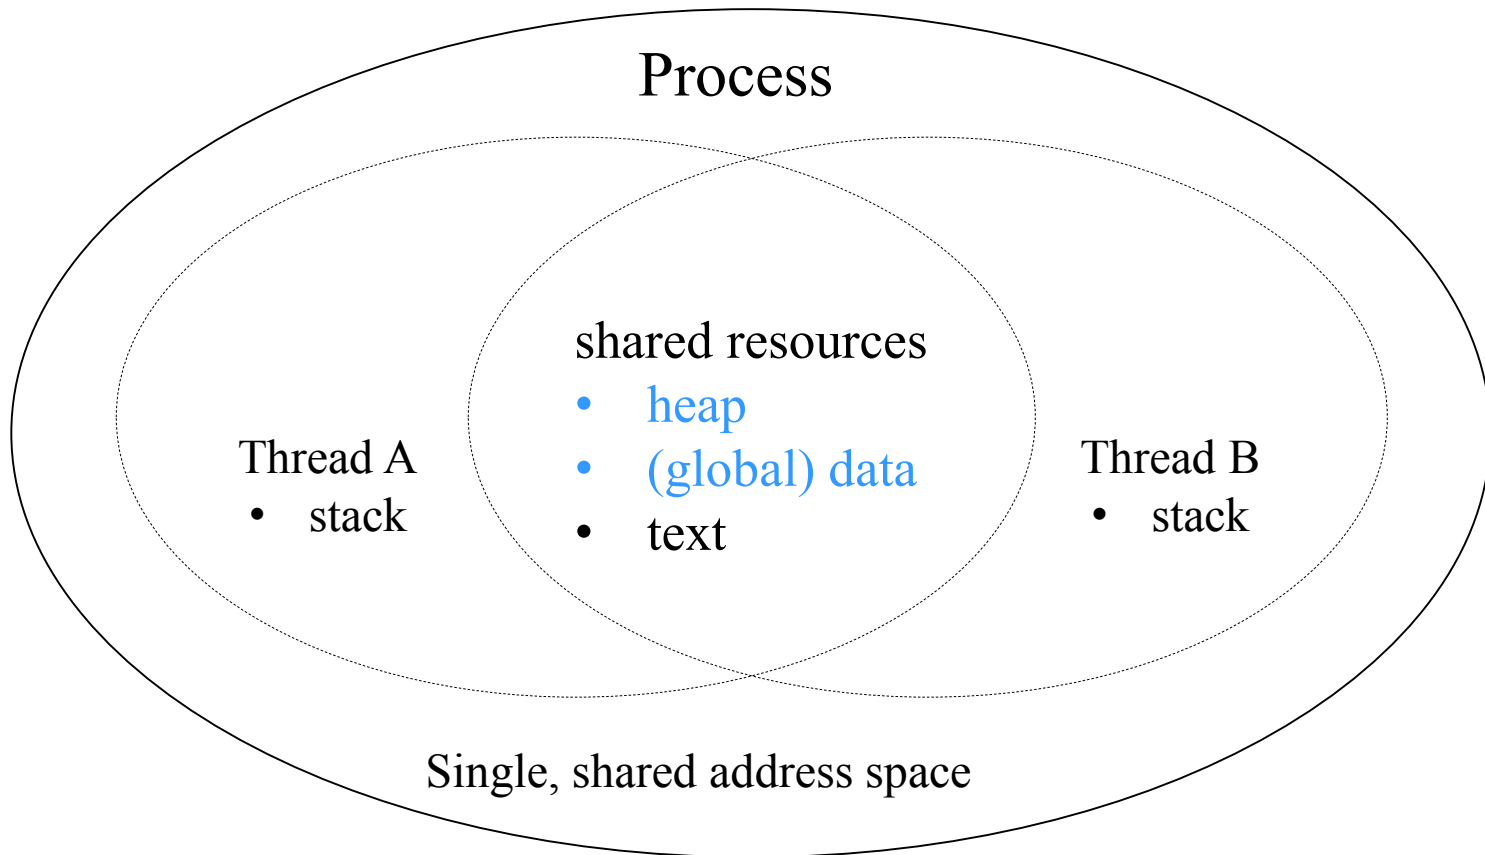 Process
shared resources
• heap
• (global) data
• text
Thread A
• stack
Thread B
• stack
Single, shared address space